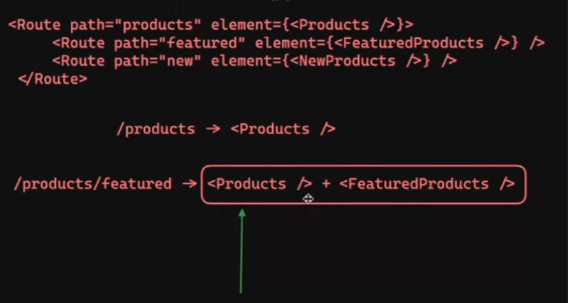 <Route path="products" element={<Products />}>
<Route path="featured" element={<FeaturedProducts />} />
<Route path="new" element={<NewProducts />} />
</Route>
/products → <Products />
/products/featured → <Products /> + <FeaturedProducts />